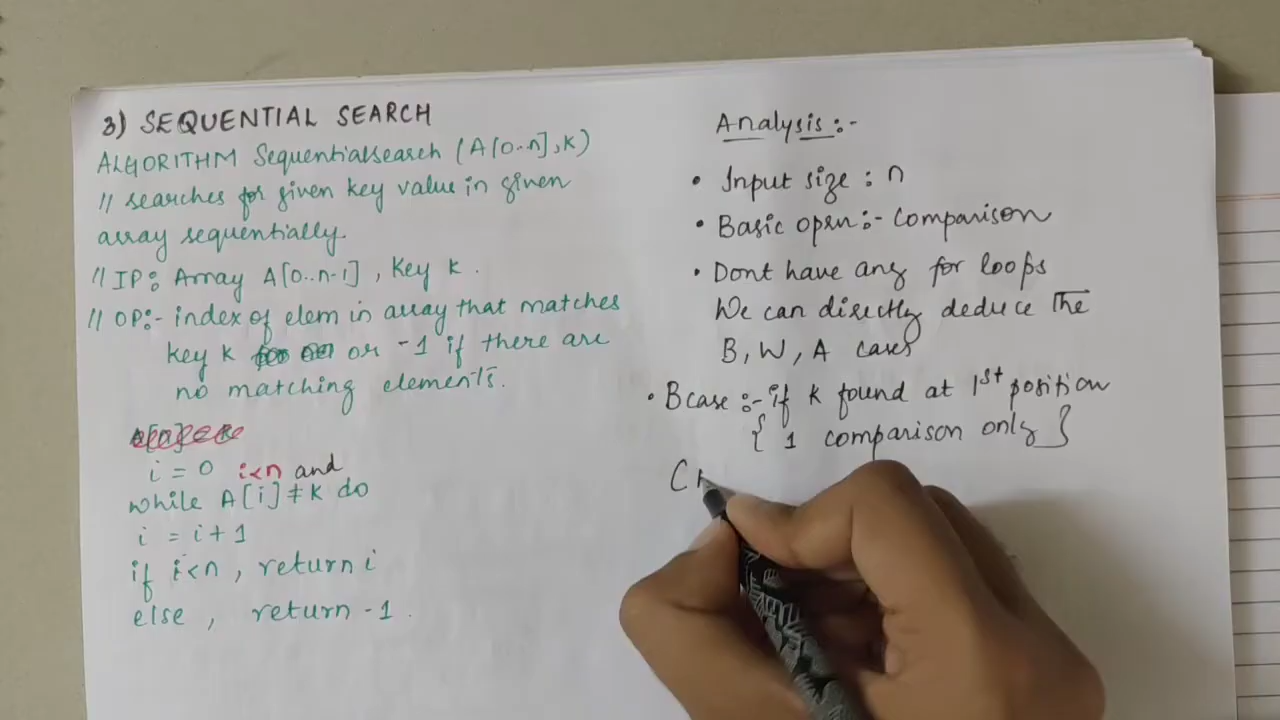 3) SEQUENTIAL SEARCH
ALGORITHM Sequentialsearch (A[0..n], K)
// searches for given key value in given
array sequentially.
// IP: Array A[0..n-1], Key k.
// OP:- index of elem in array that matches
key k or -1 if there are
no matching elements.
i = 0 i<n and
while A[i] ≠ K do
i = i + 1
if i<n, return i
else, return -1.
Analysis:-
• Input size : n
• Basic opsn:- Comparison
• Dont have any for loops
We can directly deduce the
B, W, A cases
• B case :- if K found at 1st position
{ 1 comparison only }